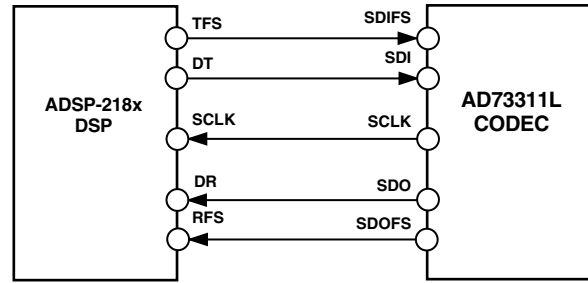 TFS
SDIFS
DT
SDI
ADSP-218x
DSP
AD73311L
CODEC
SCLK
SCLK
DR
SDO
RFS
SDOFS